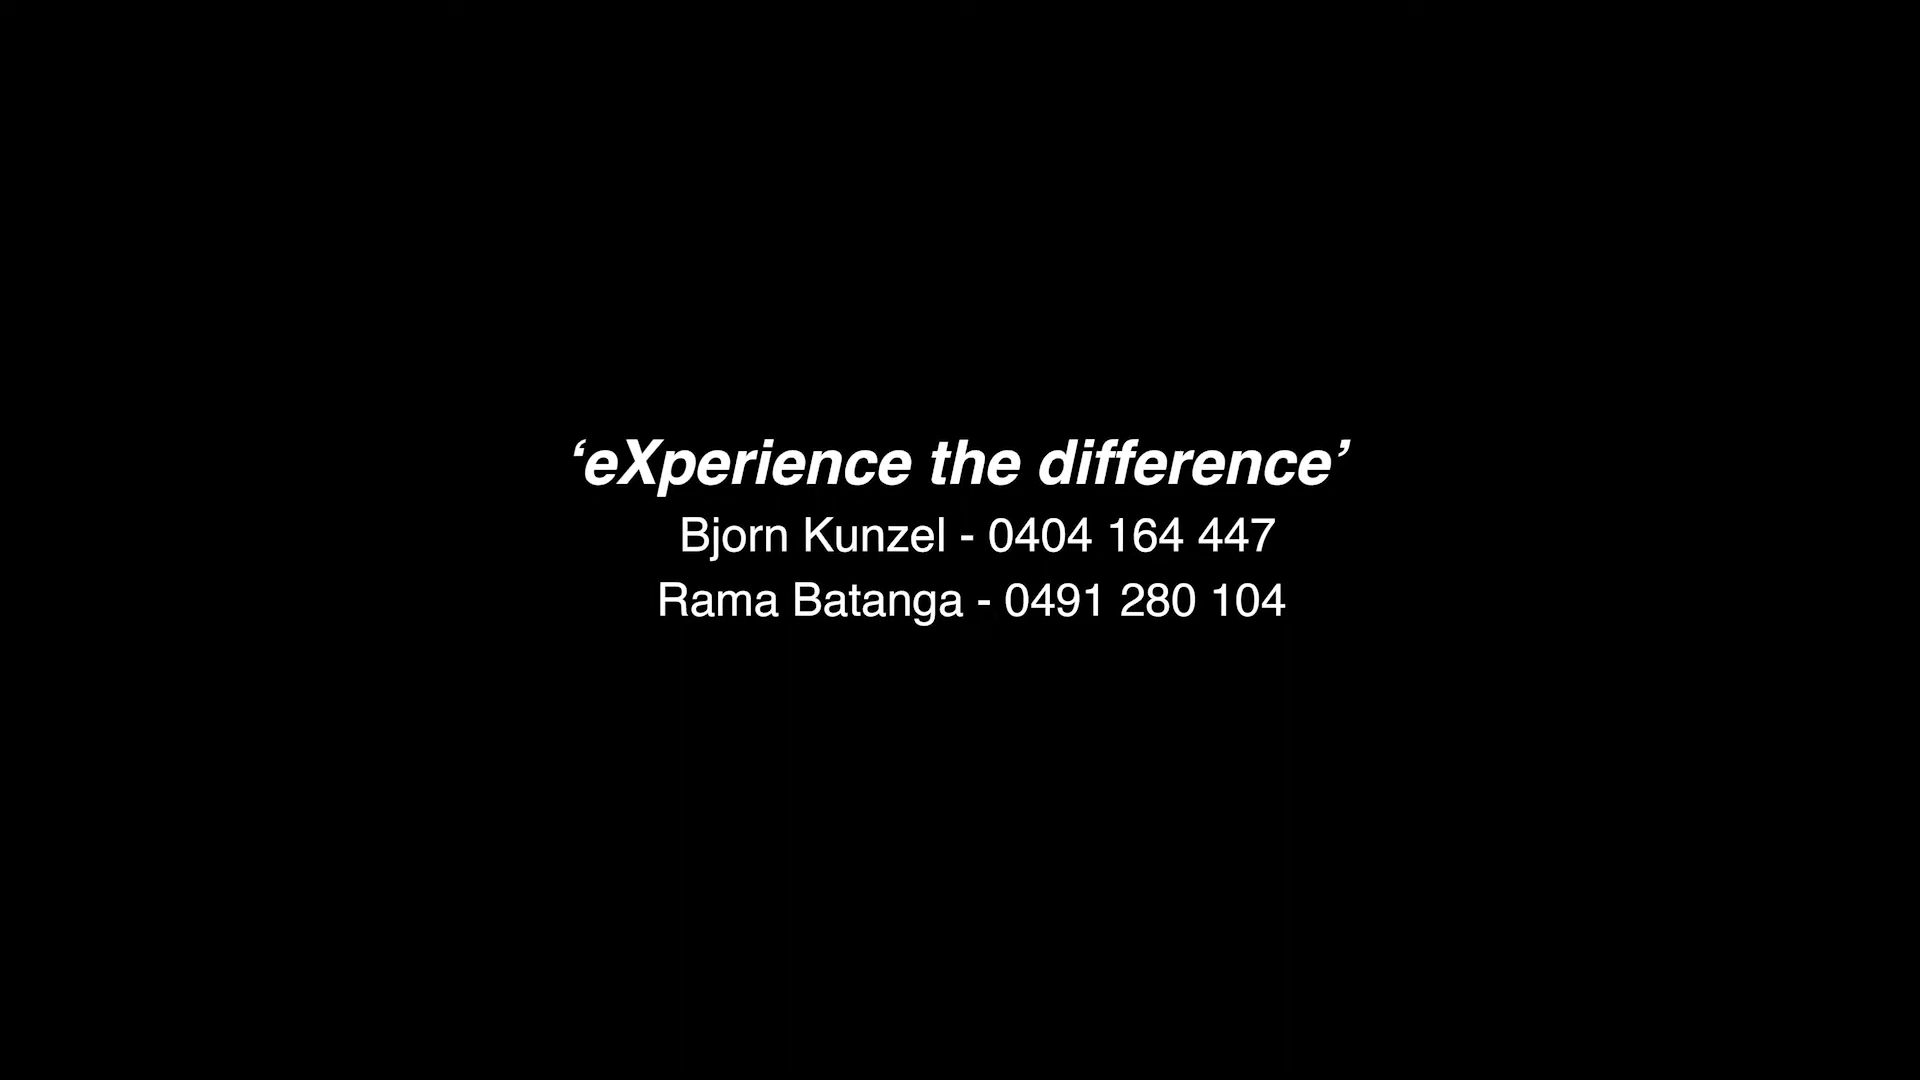 ‘eXperience the difference’
Bjorn Kunzel - 0404 164 447
Rama Batanga - 0491 280 104